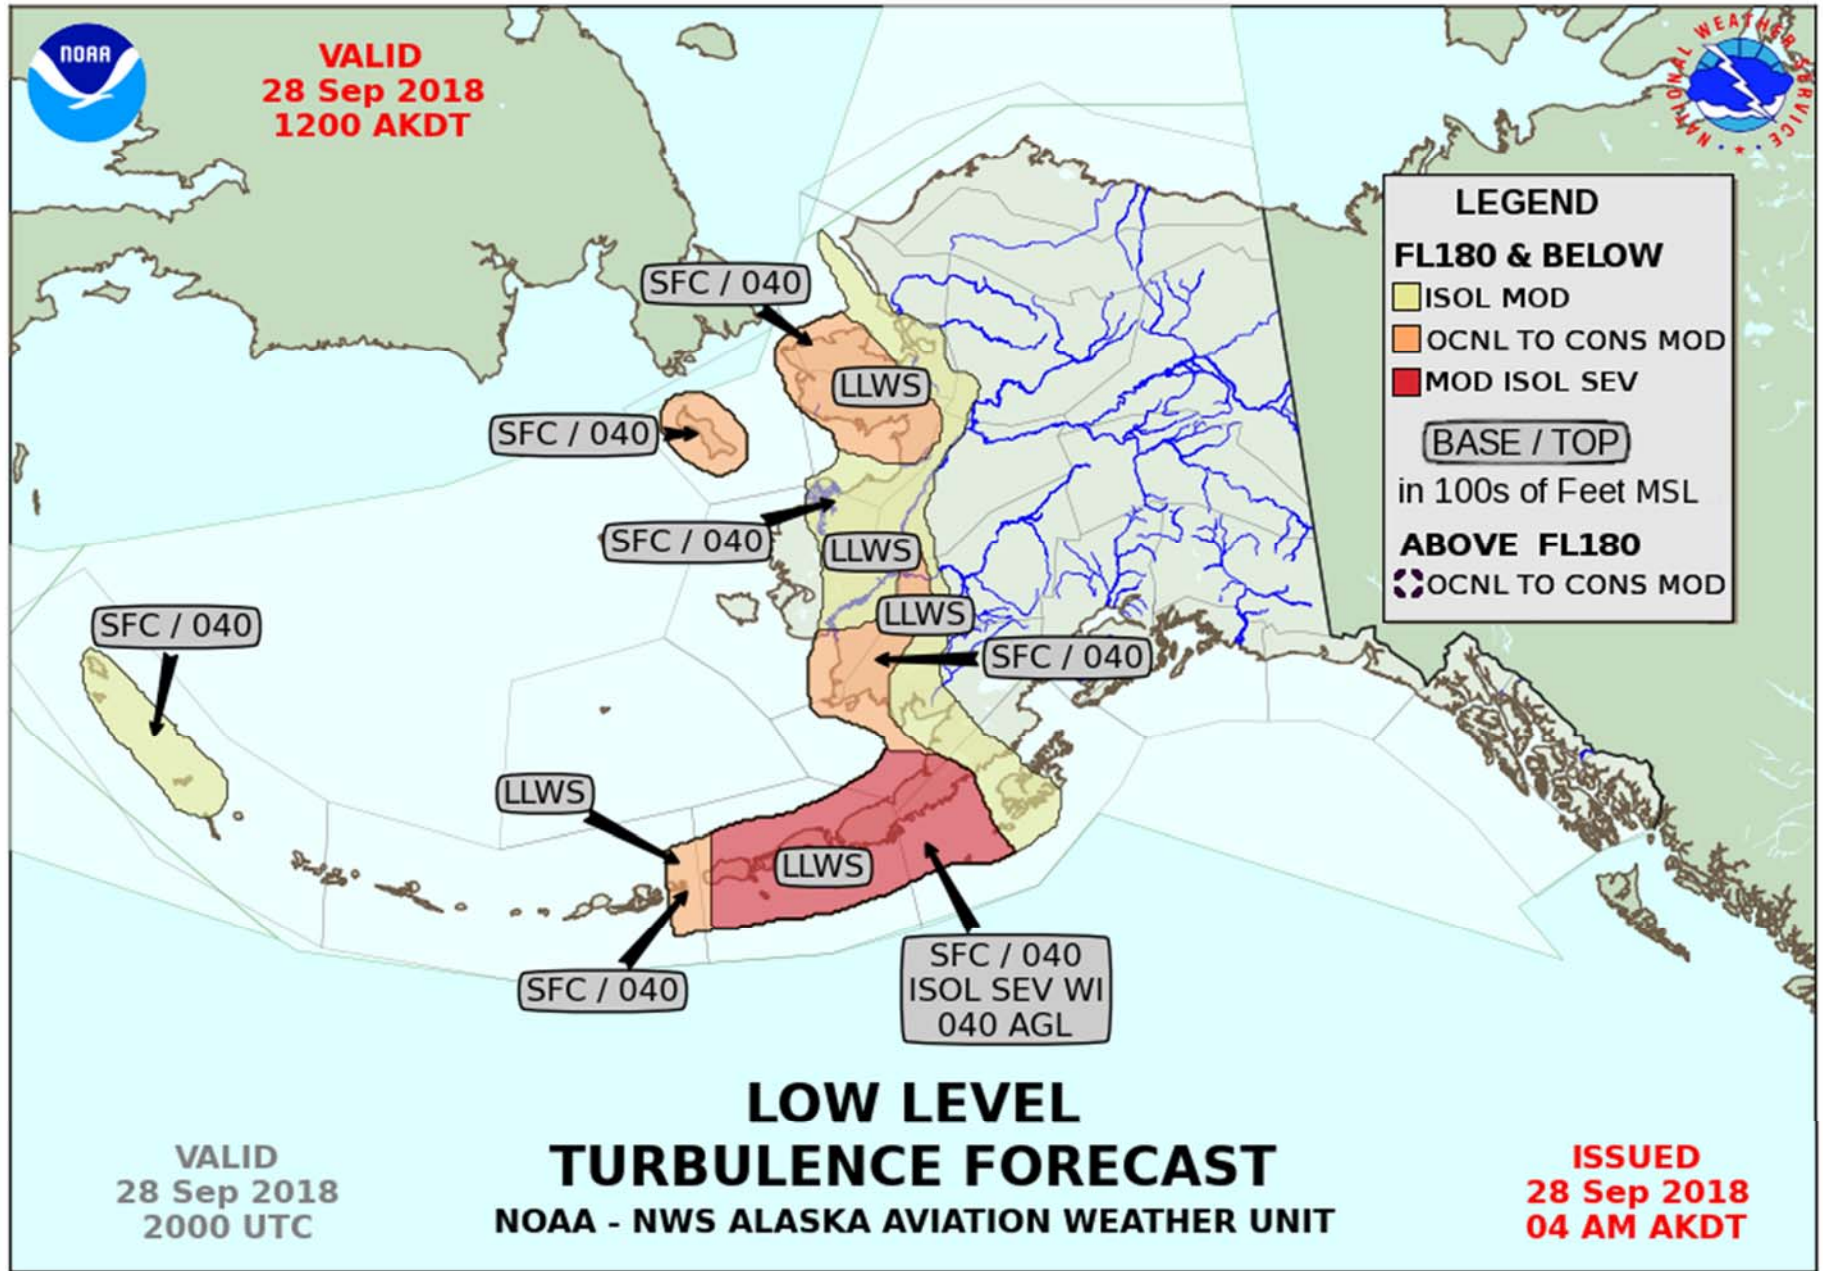 NOAA
VALID
28 Sep 2018
1200 AKDT
NATIONAL WEATHER SERVICE
LEGEND
FL180 & BELOW
ISOL MOD
OCNL TO CONS MOD
MOD ISOL SEV
BASE / TOP
in 100s of Feet MSL
ABOVE FL180
OCNL TO CONS MOD
SFC / 040
LLWS
SFC / 040
SFC / 040
LLWS
LLWS
SFC / 040
SFC / 040
LLWS
LLWS
SFC / 040
SFC / 040
ISOL SEV WI
040 AGL
LOW LEVEL
TURBULENCE FORECAST
NOAA - NWS ALASKA AVIATION WEATHER UNIT
VALID
28 Sep 2018
2000 UTC
ISSUED
28 Sep 2018
04 AM AKDT